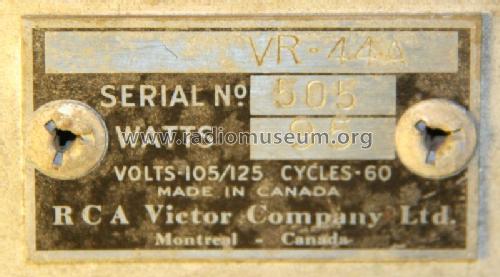 VR-44A
SERIAL Nº 505
www.radiomuseum.org
WATTS 95
VOLTS-105/125 CYCLES-60
MADE IN CANADA
RCA Victor Company Ltd.
Montreal - Canada